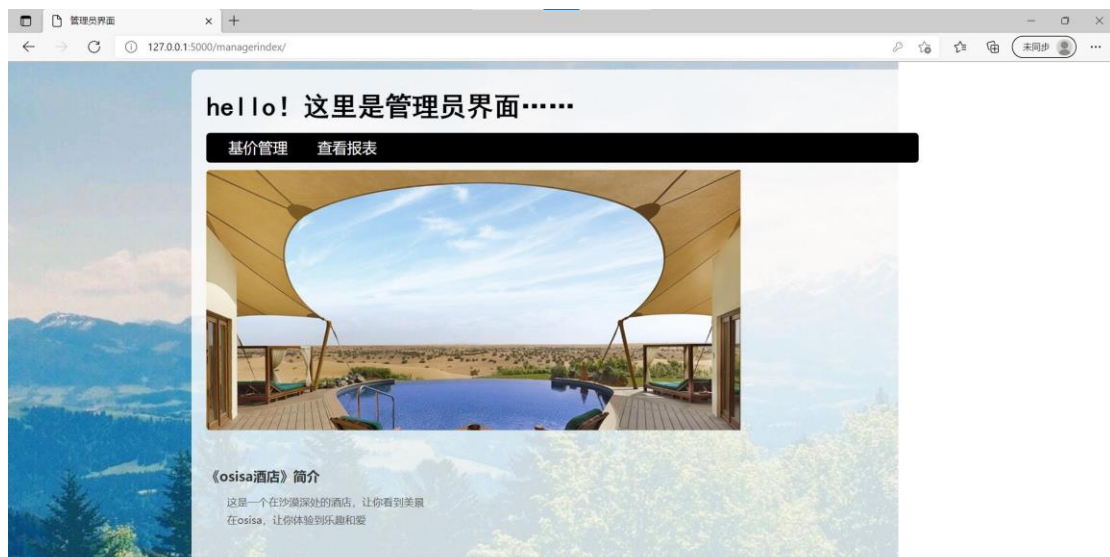 管理员界面
127.0.0.1:5000/managerindex/
未同步
hello! 这里是管理员界面……
基价管理 查看报表
《osisa酒店》简介
这是一个在沙漠深处的酒店，让你看到美景
在osisa，让你体验到乐趣和爱